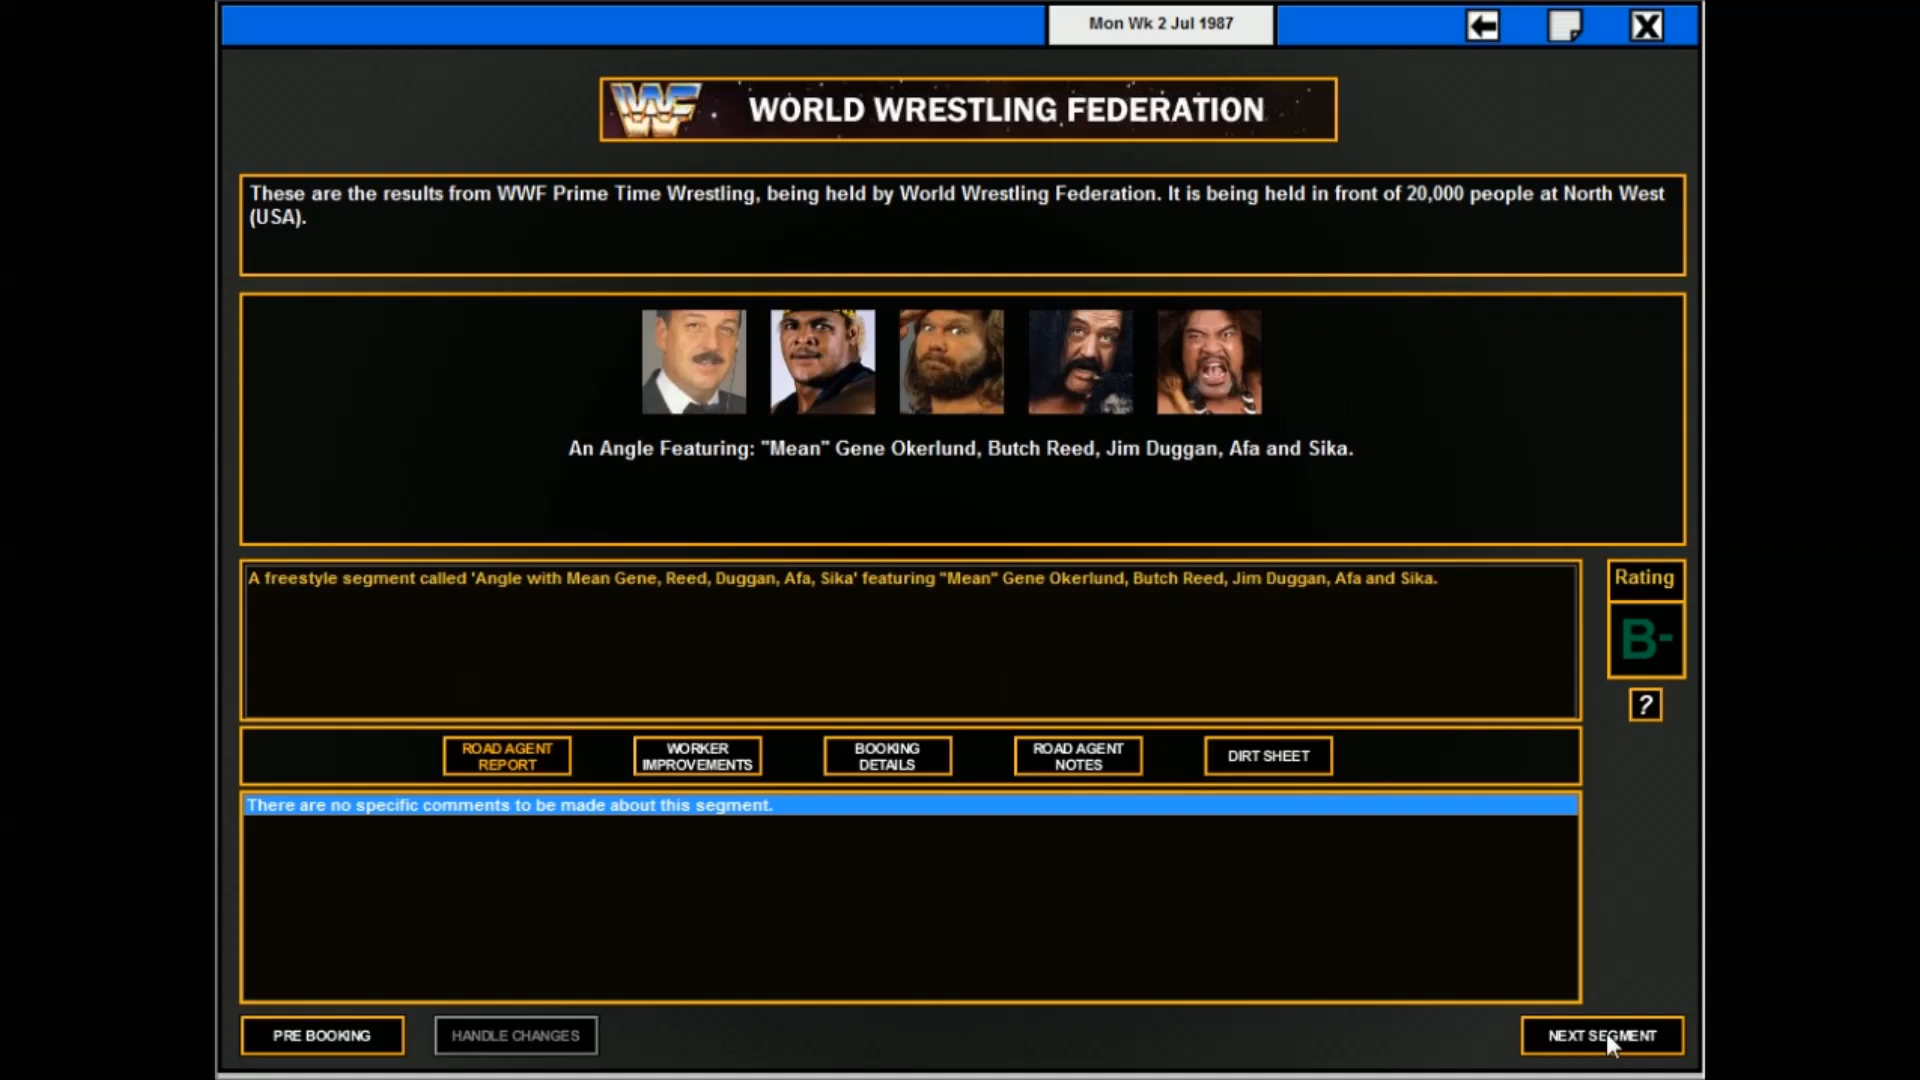 Mon Wk 2 Jul 1987
WWF
WORLD WRESTLING FEDERATION
These are the results from WWF Prime Time Wrestling, being held by World Wrestling Federation. It is being held in front of 20,000 people at North West
(USA).
An Angle Featuring: "Mean" Gene Okerlund, Butch Reed, Jim Duggan, Afa and Sika.
A freestyle segment called 'Angle with Mean Gene, Reed, Duggan, Afa, Sika' featuring "Mean" Gene Okerlund, Butch Reed, Jim Duggan, Afa and Sika.
Rating
B-
?
ROAD AGENT
REPORT
WORKER
IMPROVEMENTS
BOOKING
DETAILS
ROAD AGENT
NOTES
DIRT SHEET
There are no specific comments to be made about this segment.
PRE BOOKING
HANDLE CHANGES
NEXT SEGMENT